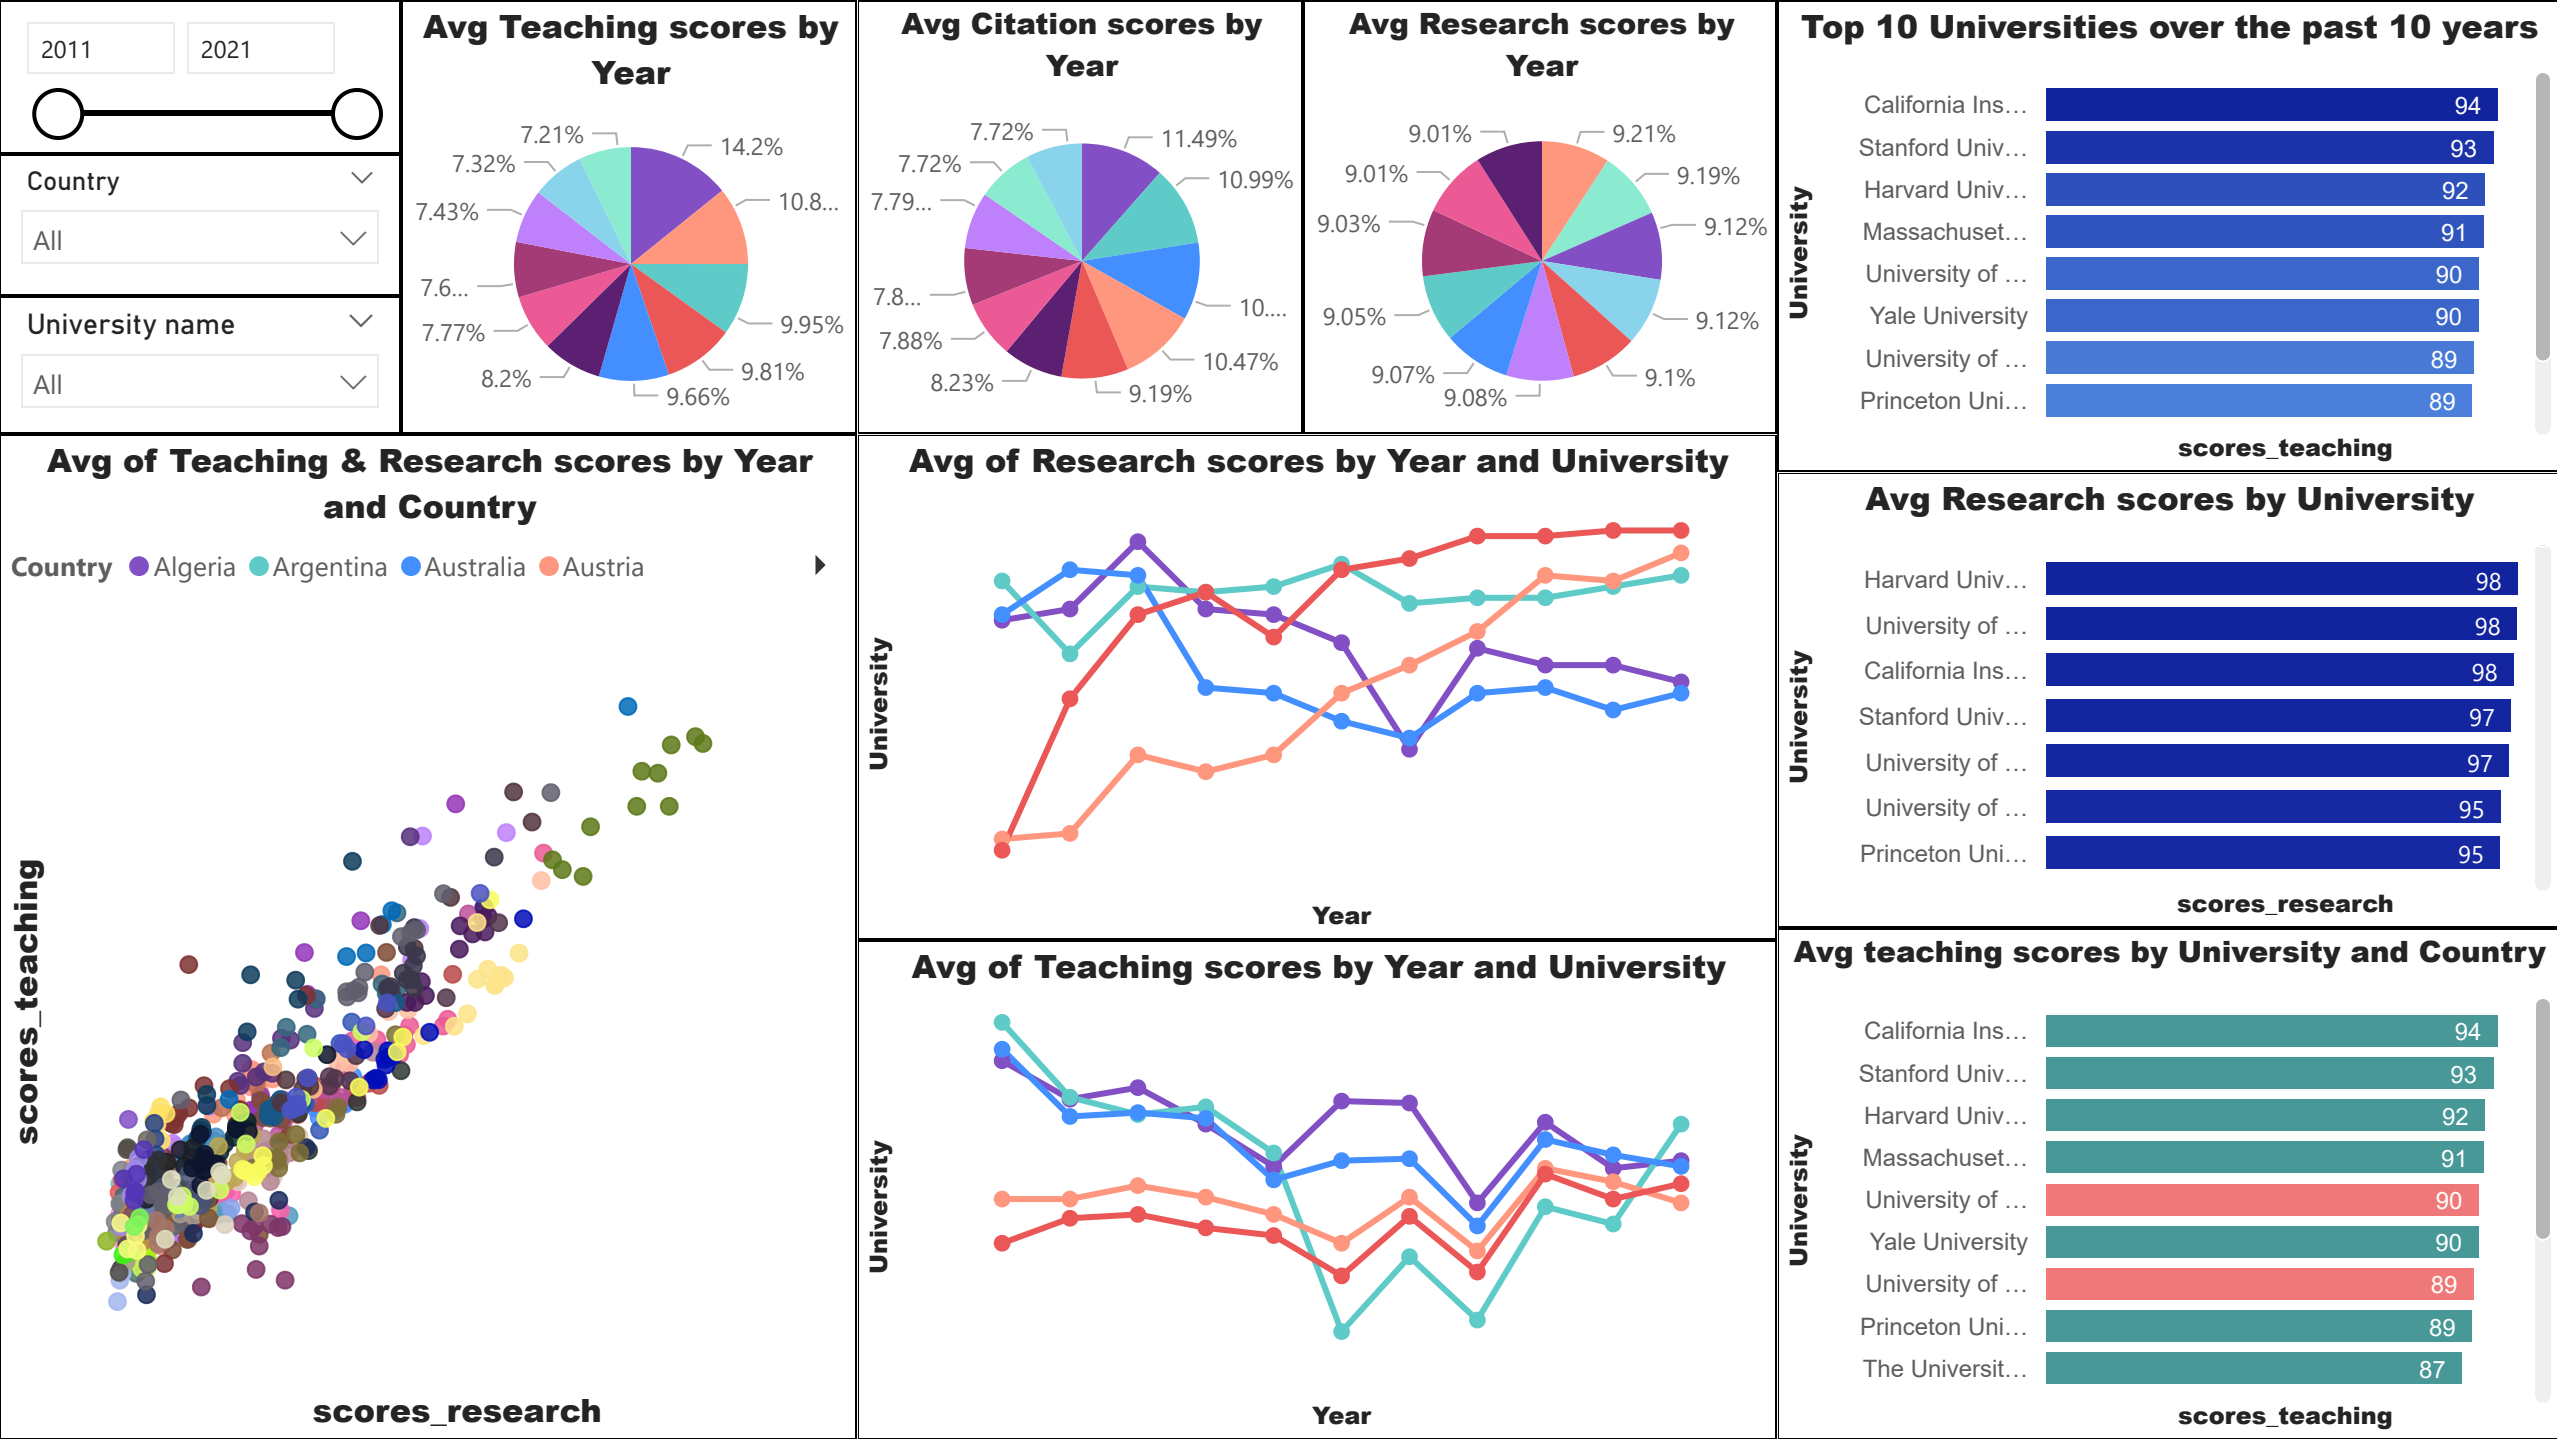 2011
2021
Country
All
University name
All
Avg Teaching scores by
Year
7.21%
14.2%
7.32%
10.8...
7.43%
7.6...
9.95%
7.77%
9.81%
8.2%
9.66%
Avg Citation scores by
Year
7.72%
11.49%
7.72%
10.99%
7.79...
7.8...
10....
7.88%
10.47%
8.23%
9.19%
Avg Research scores by
Year
9.01%
9.21%
9.01%
9.19%
9.03%
9.12%
9.05%
9.12%
9.07%
9.1%
9.08%
Top 10 Universities over the past 10 years
University
California Ins… 94
Stanford Univ… 93
Harvard Univ… 92
Massachuset… 91
University of … 90
Yale University 90
University of … 89
Princeton Uni… 89
scores_teaching
Avg of Teaching & Research scores by Year
and Country
Country Algeria Argentina Australia Austria
scores_teaching
scores_research
Avg of Research scores by Year and University
University
Year
Avg of Teaching scores by Year and University
University
Year
Avg Research scores by University
University
Harvard Univ… 98
University of … 98
California Ins… 98
Stanford Univ… 97
University of … 97
University of … 95
Princeton Uni… 95
scores_research
Avg teaching scores by University and Country
University
California Ins… 94
Stanford Univ… 93
Harvard Univ… 92
Massachuset… 91
University of … 90
Yale University 90
University of … 89
Princeton Uni… 89
The Universit… 87
scores_teaching